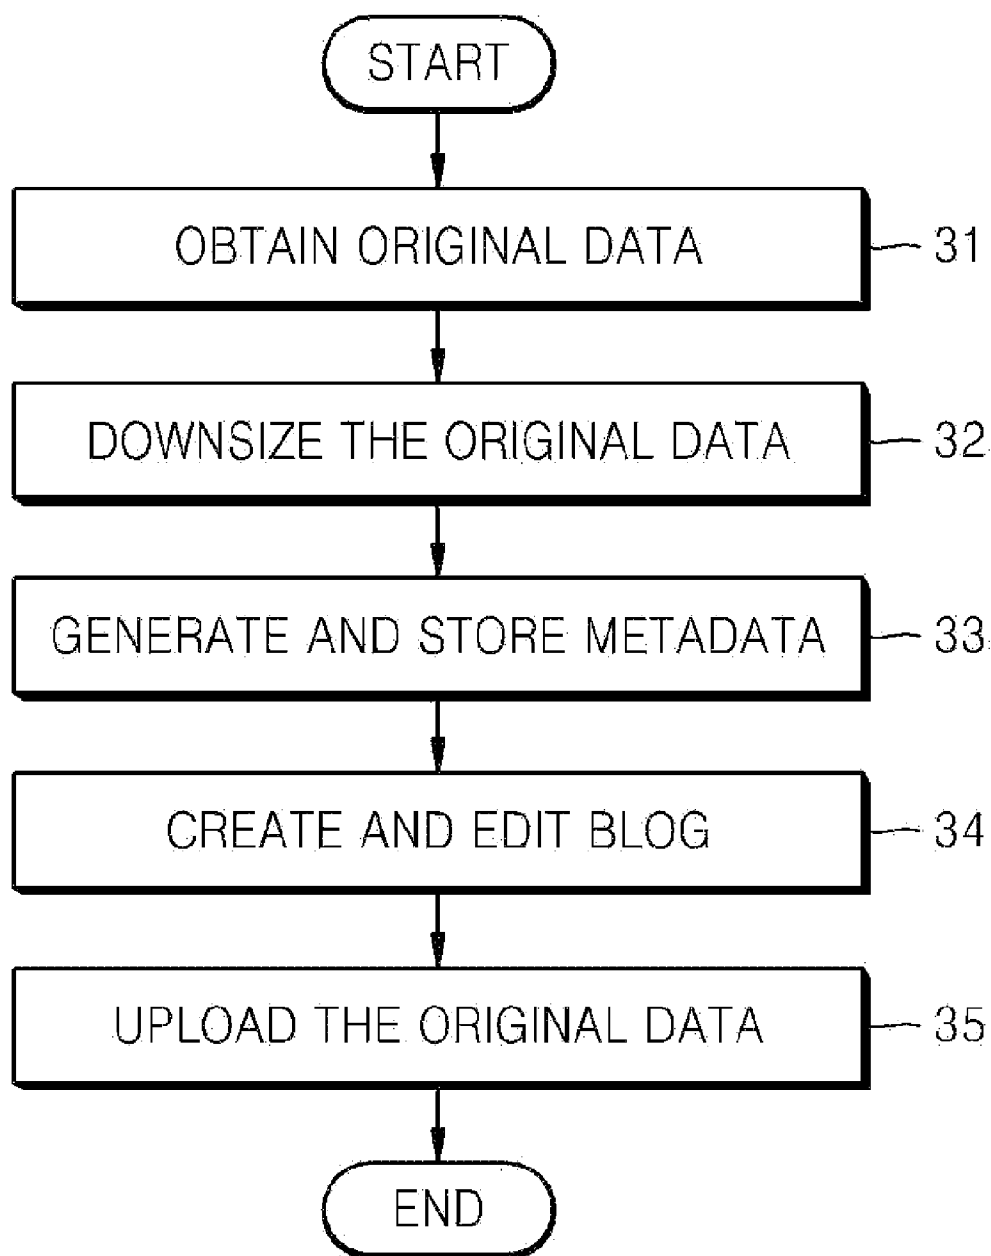 START
OBTAIN ORIGINAL DATA 31
DOWNSIZE THE ORIGINAL DATA 32
GENERATE AND STORE METADATA 33
CREATE AND EDIT BLOG 34
UPLOAD THE ORIGINAL DATA 35
END